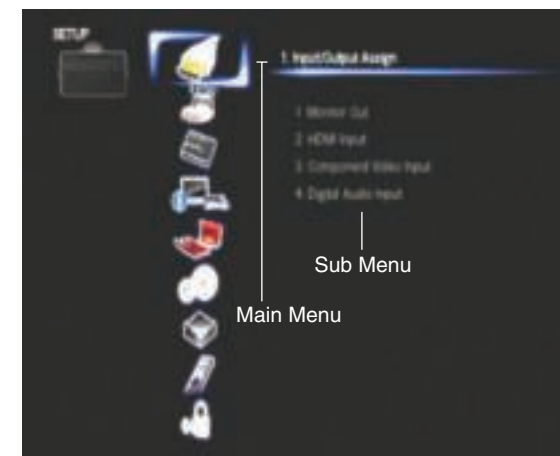 SETUP
1. Input/Output Assign
1. Monitor Out
2. HDMI Input
3. Component Video Input
4. Digital Audio Input
Sub Menu
Main Menu